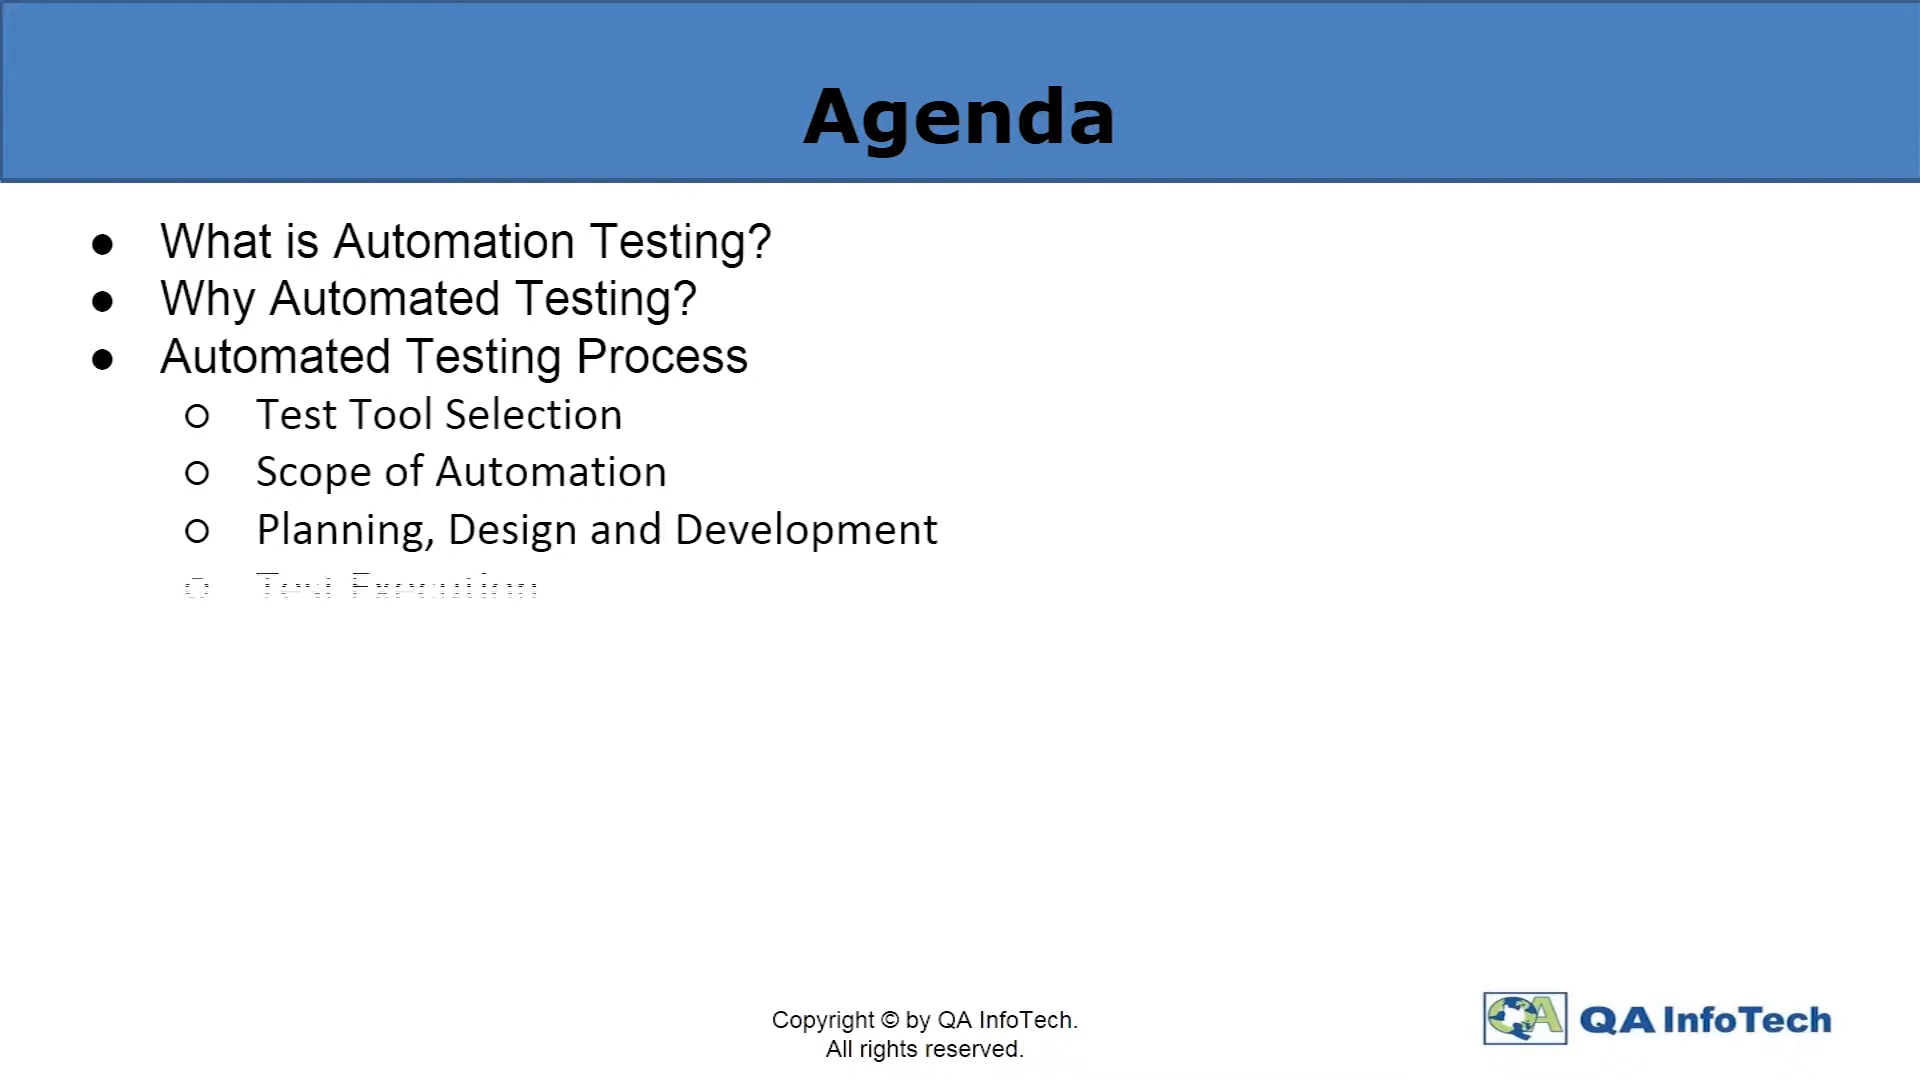 Agenda
● What is Automation Testing?
● Why Automated Testing?
● Automated Testing Process
○ Test Tool Selection
○ Scope of Automation
○ Planning, Design and Development
○ Test Execution
Copyright © by QA InfoTech.
All rights reserved.
QA QA InfoTech